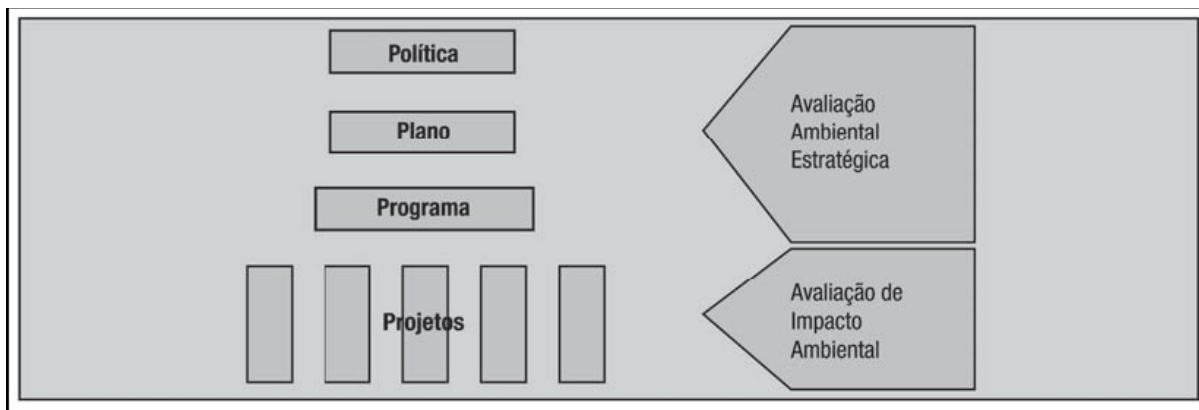 Política
Plano
Programa
Projetos
Avaliação
Ambiental
Estratégica
Avaliação de
Impacto
Ambiental